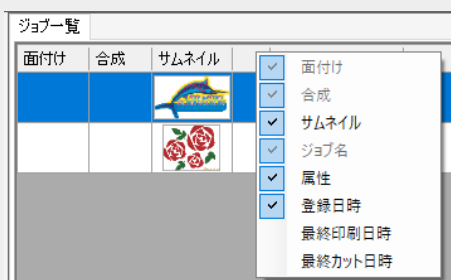 ジョブ一覧
面付け 合成 サムネイル
面付け
合成
サムネイル
ジョブ名
属性
登録日時
最終印刷日時
最終カット日時